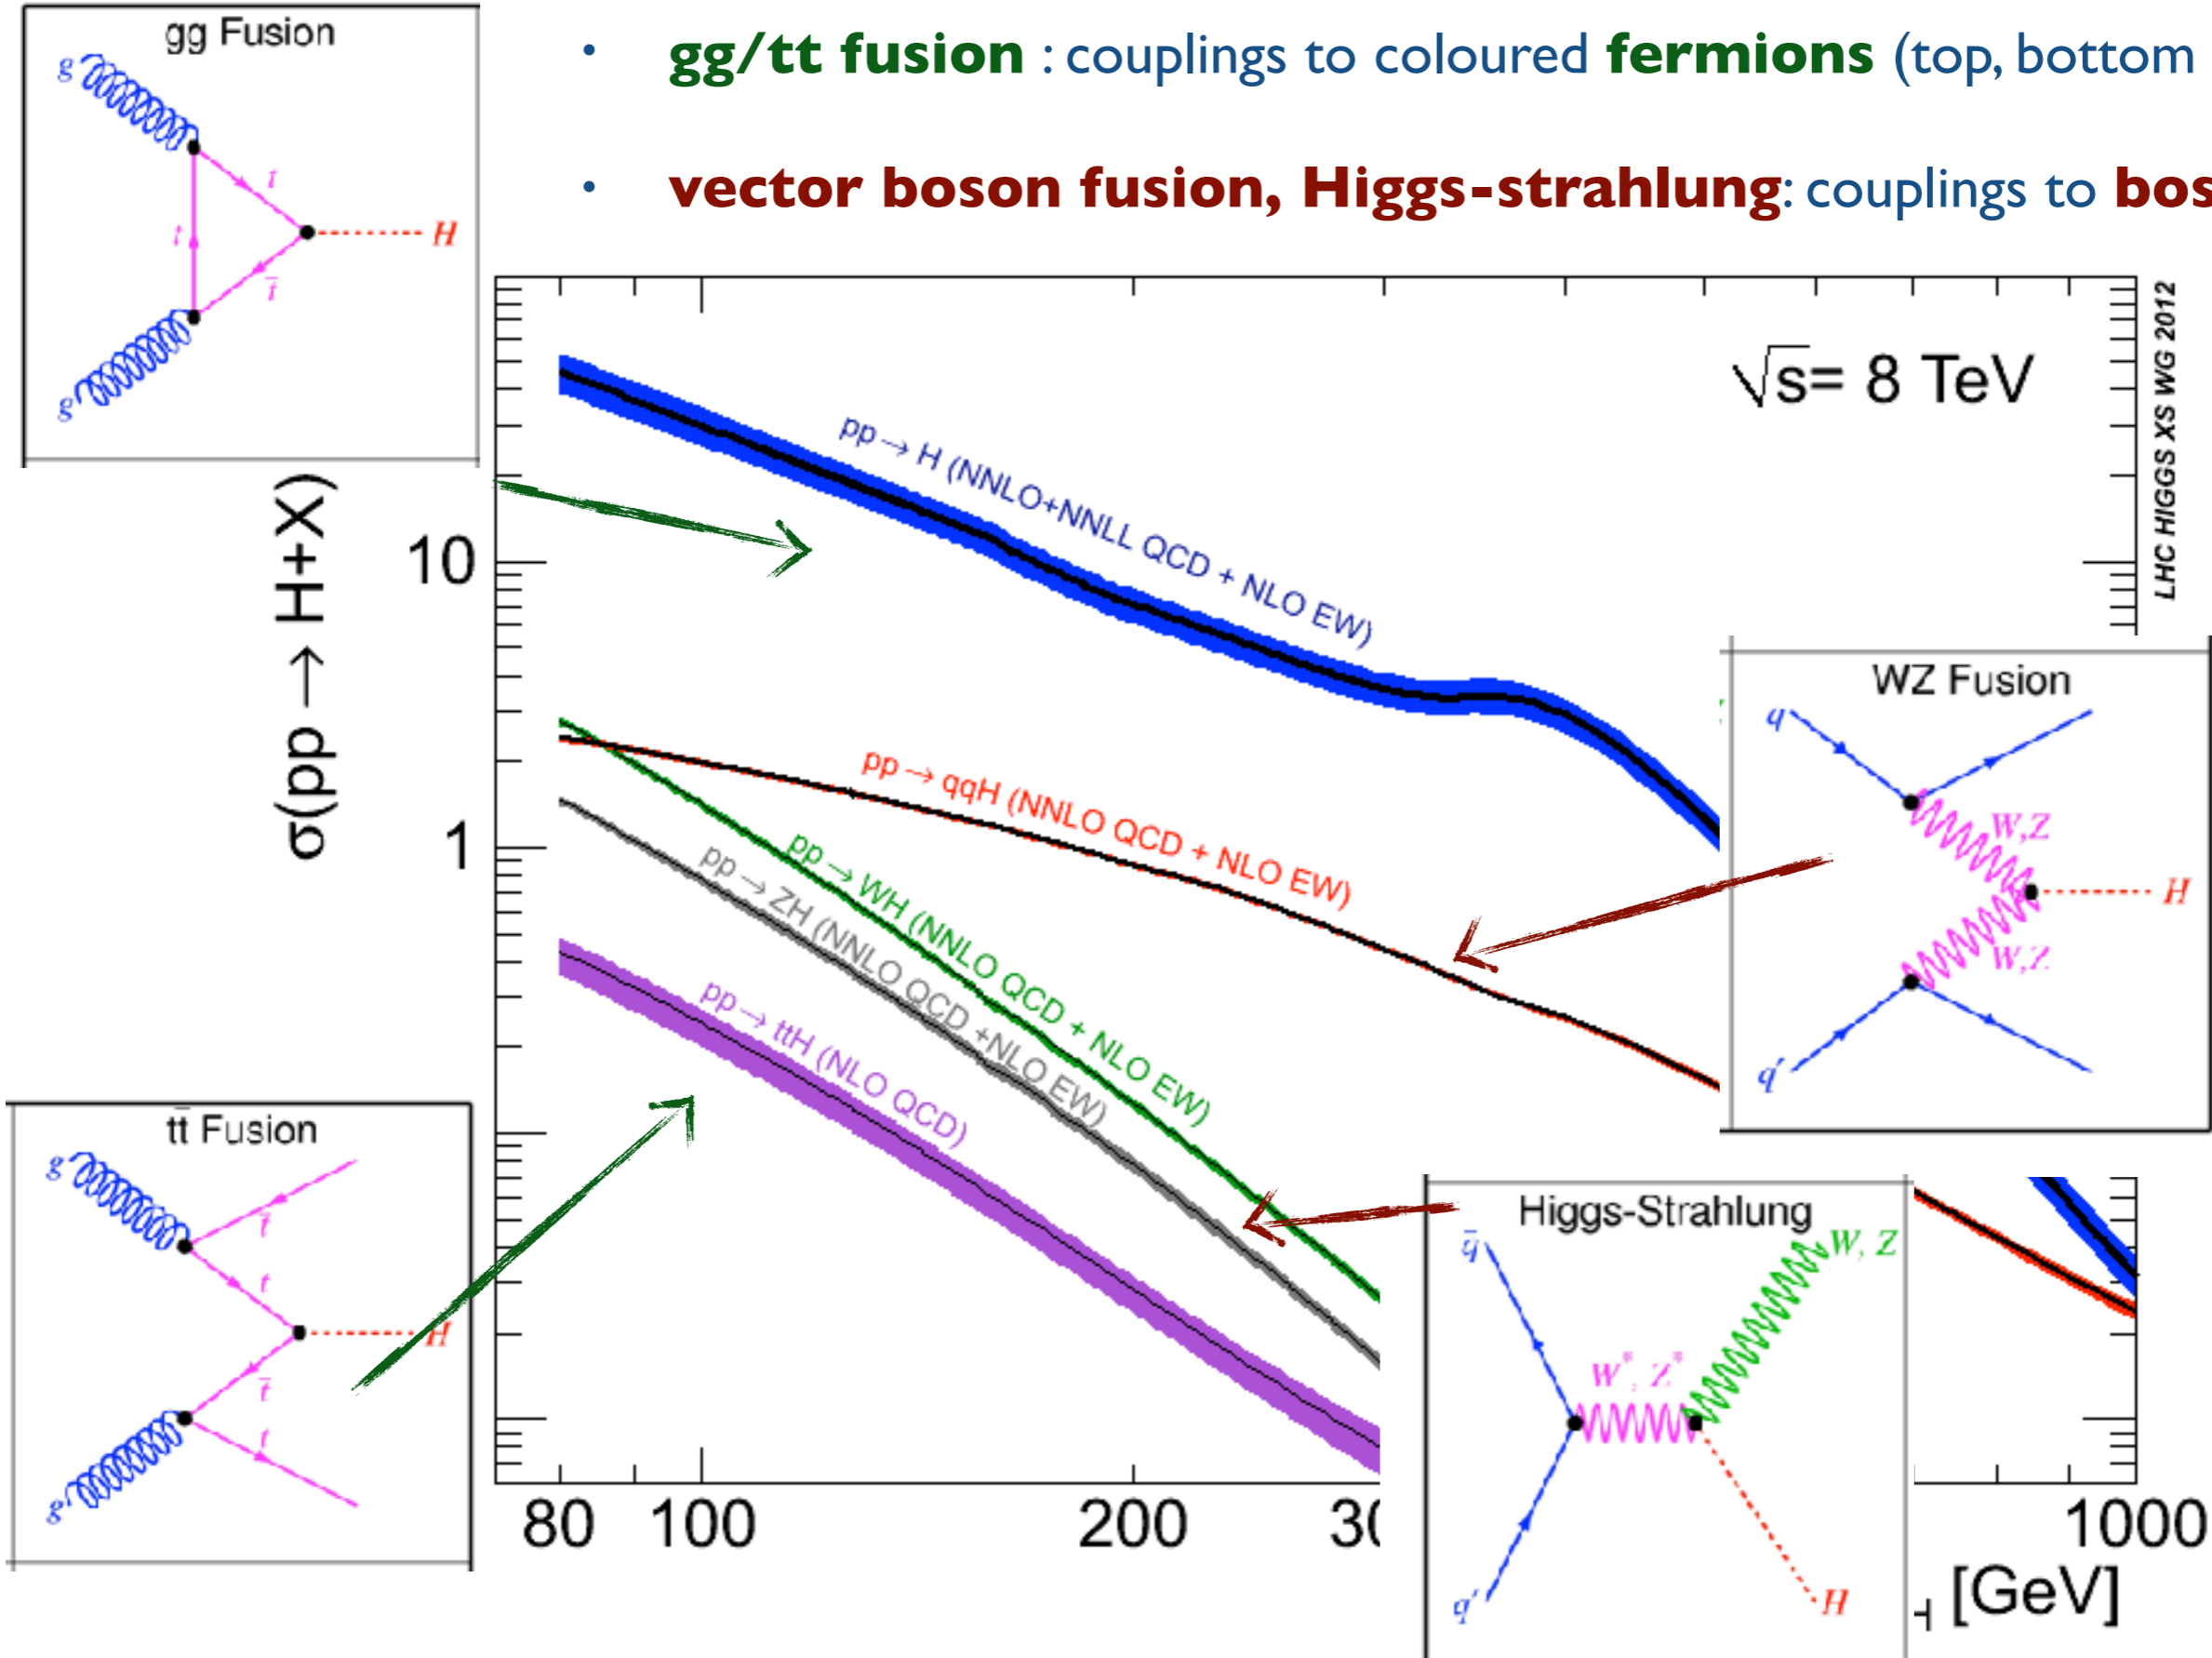 gg Fusion
g
t
t
t̄
H
g
• gg/tt fusion : couplings to coloured fermions (top, bottom
• vector boson fusion, Higgs-strahlung: couplings to bos
σ(pp → H+X)
10
1
√s= 8 TeV
LHC HIGGS XS WG 2012
pp → H (NNLO+NNLL QCD + NLO EW)
pp → qqH (NNLO QCD + NLO EW)
pp → WH (NNLO QCD + NLO EW)
pp → ZH (NNLO QCD +NLO EW)
pp → ttH (NLO QCD)
WZ Fusion
q
W,Z
H
W,Z
q'
tt̄ Fusion
g
t̄
t
H
t̄
t
g
Higgs-Strahlung
q̄
W, Z
W*, Z*
q'
H
80 100 200 30 1000
[GeV]